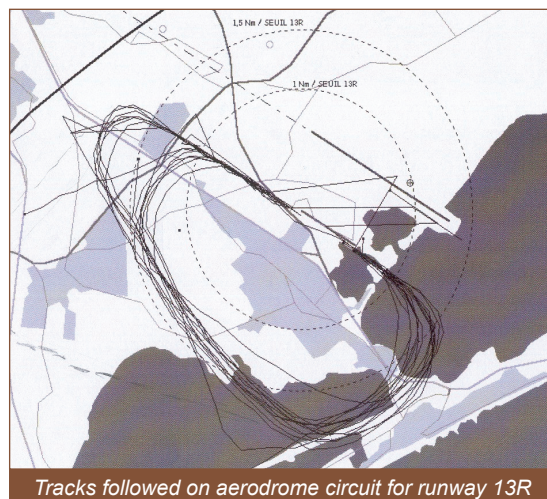 1,5 Nm / SEUIL 13R
1 Nm / SEUIL 13R
Tracks followed on aerodrome circuit for runway 13R